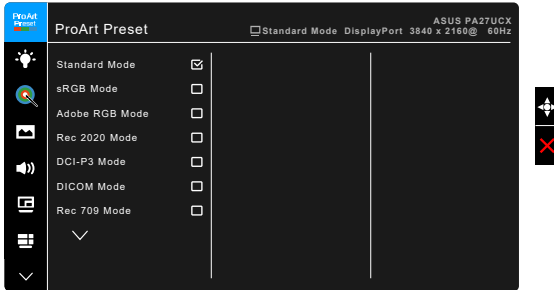 ProArt
Preset
ProArt Preset
ASUS PA27UCX
Standard Mode DisplayPort 3840 x 2160@ 60Hz
Standard Mode
sRGB Mode
Adobe RGB Mode
Rec 2020 Mode
DCI-P3 Mode
DICOM Mode
Rec 709 Mode